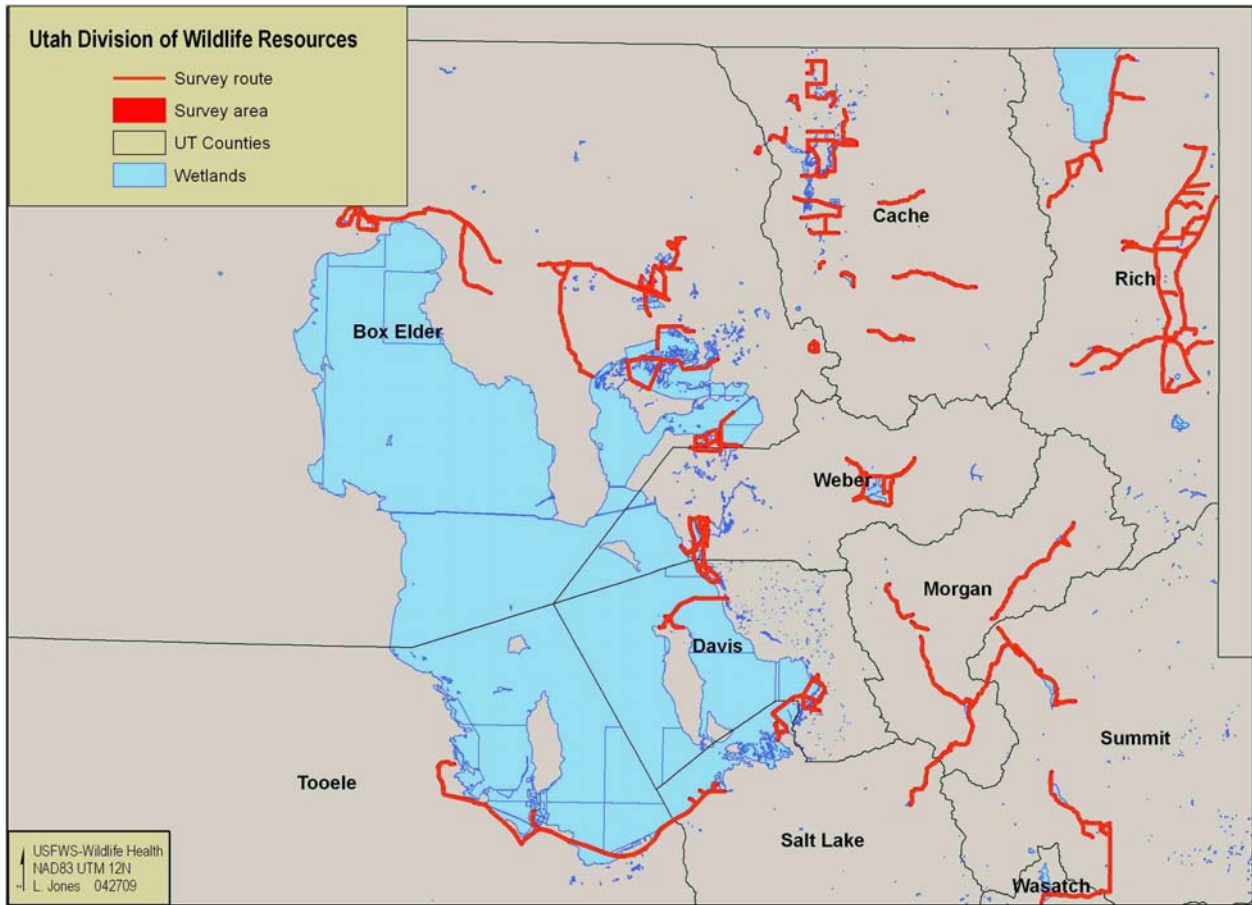 Utah Division of Wildlife Resources
Survey route
Survey area
UT Counties
Wetlands
Cache
Rich
Box Elder
Weber
Morgan
Davis
Summit
Tooele
Salt Lake
Wasatch
USFWS-Wildlife Health
NAD83 UTM 12N
L. Jones 042709